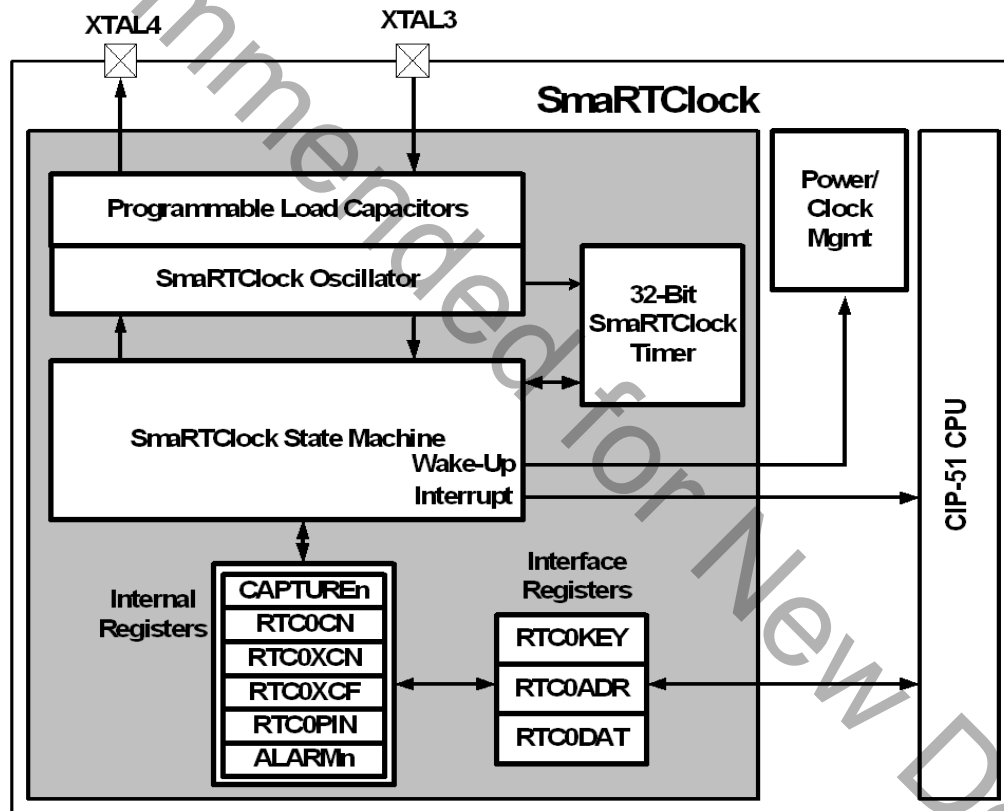 XTAL4
XTAL3
SmaRTClock
Programmable Load Capacitors
SmaRTClock Oscillator
32-Bit
SmaRTClock
Timer
Power/
Clock
Mgmt
SmaRTClock State Machine
Wake-Up
Interrupt
CIP-51 CPU
Internal
Registers
CAPTUREn
RTC0CN
RTC0XCN
RTC0XCF
RTC0PIN
ALARMn
Interface
Registers
RTC0KEY
RTC0ADR
RTC0DAT
mmended for New D